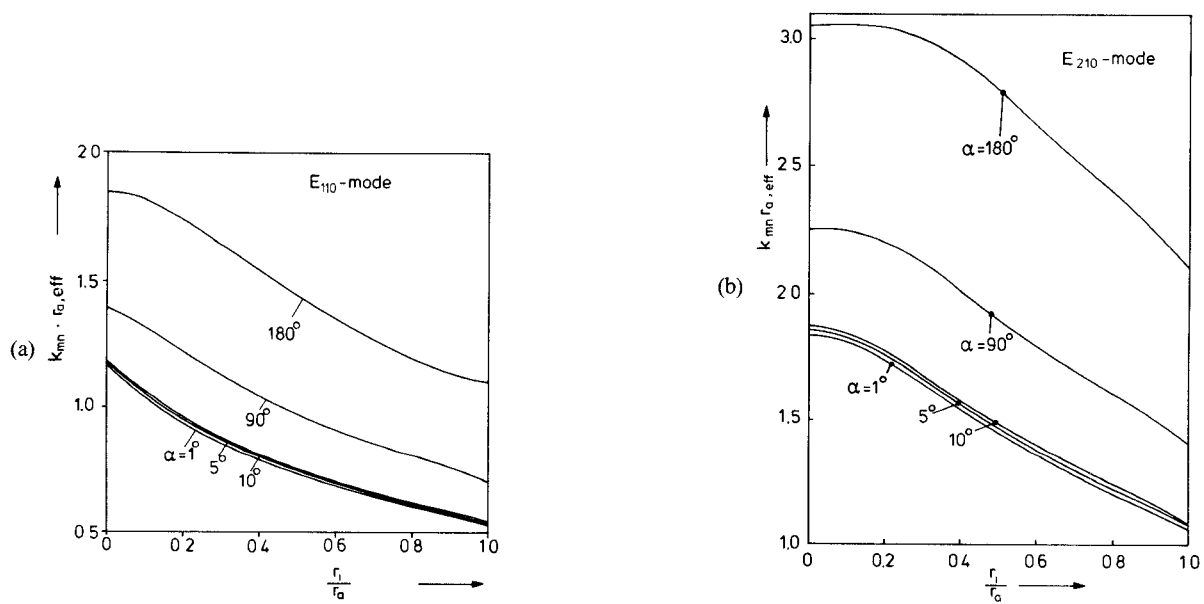 (a)
k_mn · r_a,eff
2.0
1.5
1.0
0.5
E_110-mode
180°
90°
α=1°
5°
10°
0
0.2
0.4
0.6
0.8
1.0
r_i
r_a
(b)
k_mn r_a,eff
3.0
2.5
2.0
1.5
1.0
E_210-mode
α=180°
α=90°
α=1°
5°
10°
0
0.2
0.4
0.6
0.8
1.0
r_i
r_a